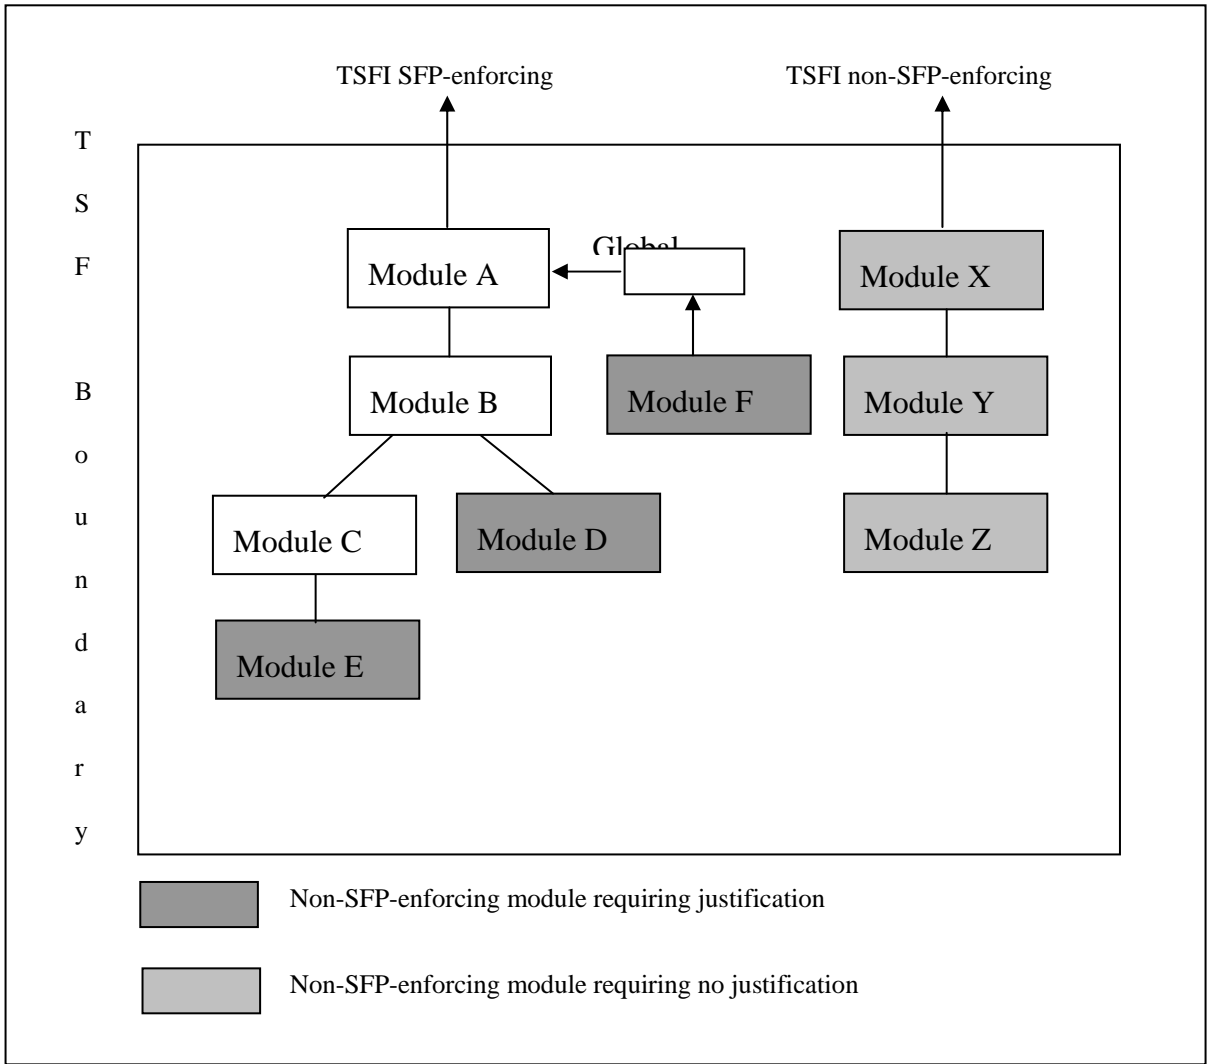 TSFI SFP-enforcing
TSFI non-SFP-enforcing
T
S
F
B
o
u
n
d
a
r
y
Global
Module A
Module X
Module B
Module F
Module Y
Module C
Module D
Module Z
Module E
Non-SFP-enforcing module requiring justification
Non-SFP-enforcing module requiring no justification